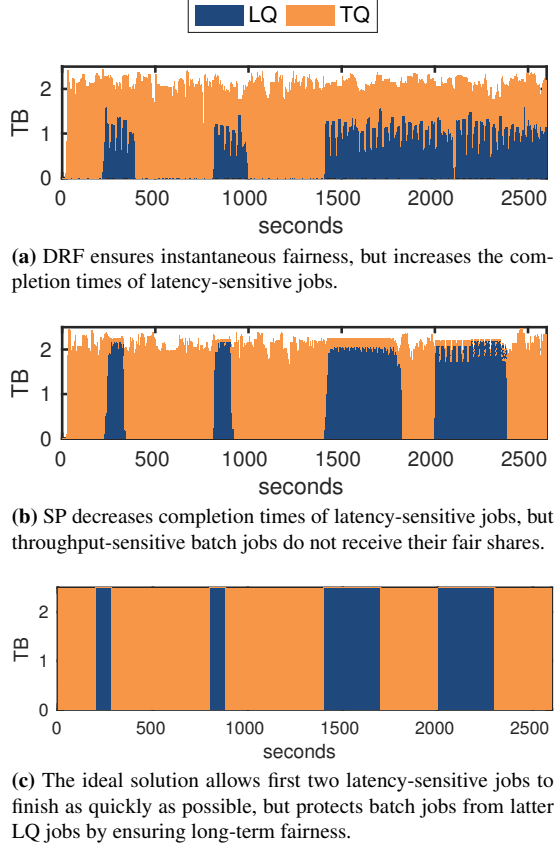 LQ TQ
2
1
0
TB
0 500 1000 1500 2000 2500
seconds
(a) DRF ensures instantaneous fairness, but increases the com-
pletion times of latency-sensitive jobs.
2
1
0
TB
0 500 1000 1500 2000 2500
seconds
(b) SP decreases completion times of latency-sensitive jobs, but
throughput-sensitive batch jobs do not receive their fair shares.
2
1
0
TB
0 500 1000 1500 2000 2500
seconds
(c) The ideal solution allows first two latency-sensitive jobs to
finish as quickly as possible, but protects batch jobs from latter
LQ jobs by ensuring long-term fairness.